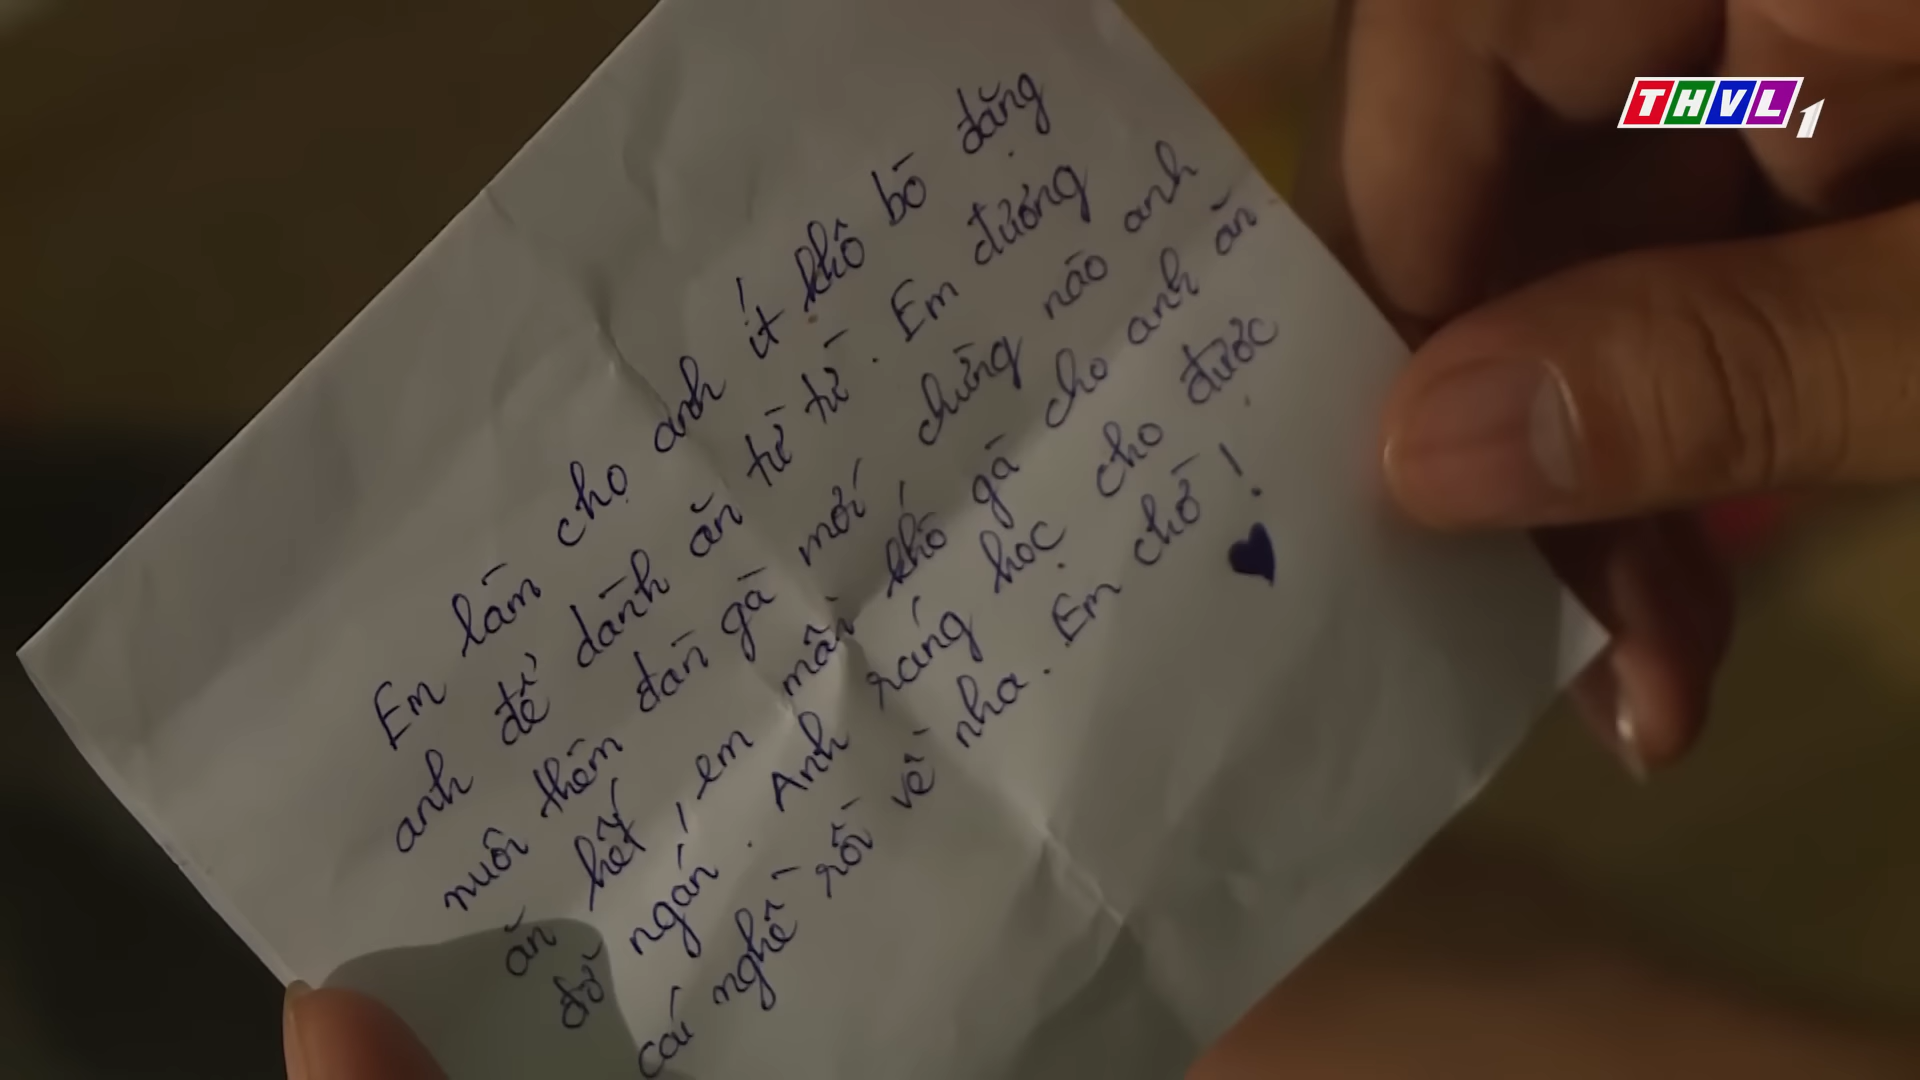 THVL1
Em làm cho anh ít khô bò đặng
anh để dành ăn từ từ. Em đương
nuôi thêm đàn gà mới chừng nào anh
ăn hết, em mần khô gà cho anh ăn
đỡ ngán. Anh ráng học cho được
cái nghề rồi về nha. Em chờ!